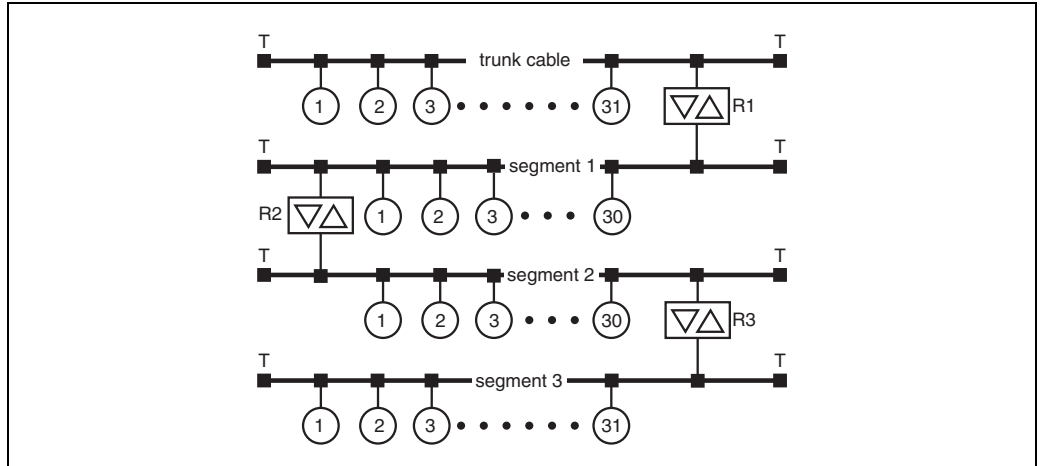 T T
trunk cable
1 2 3 31 R1
T T
segment 1
R2 1 2 3 30
T T
segment 2
1 2 3 30 R3
T T
segment 3
1 2 3 31